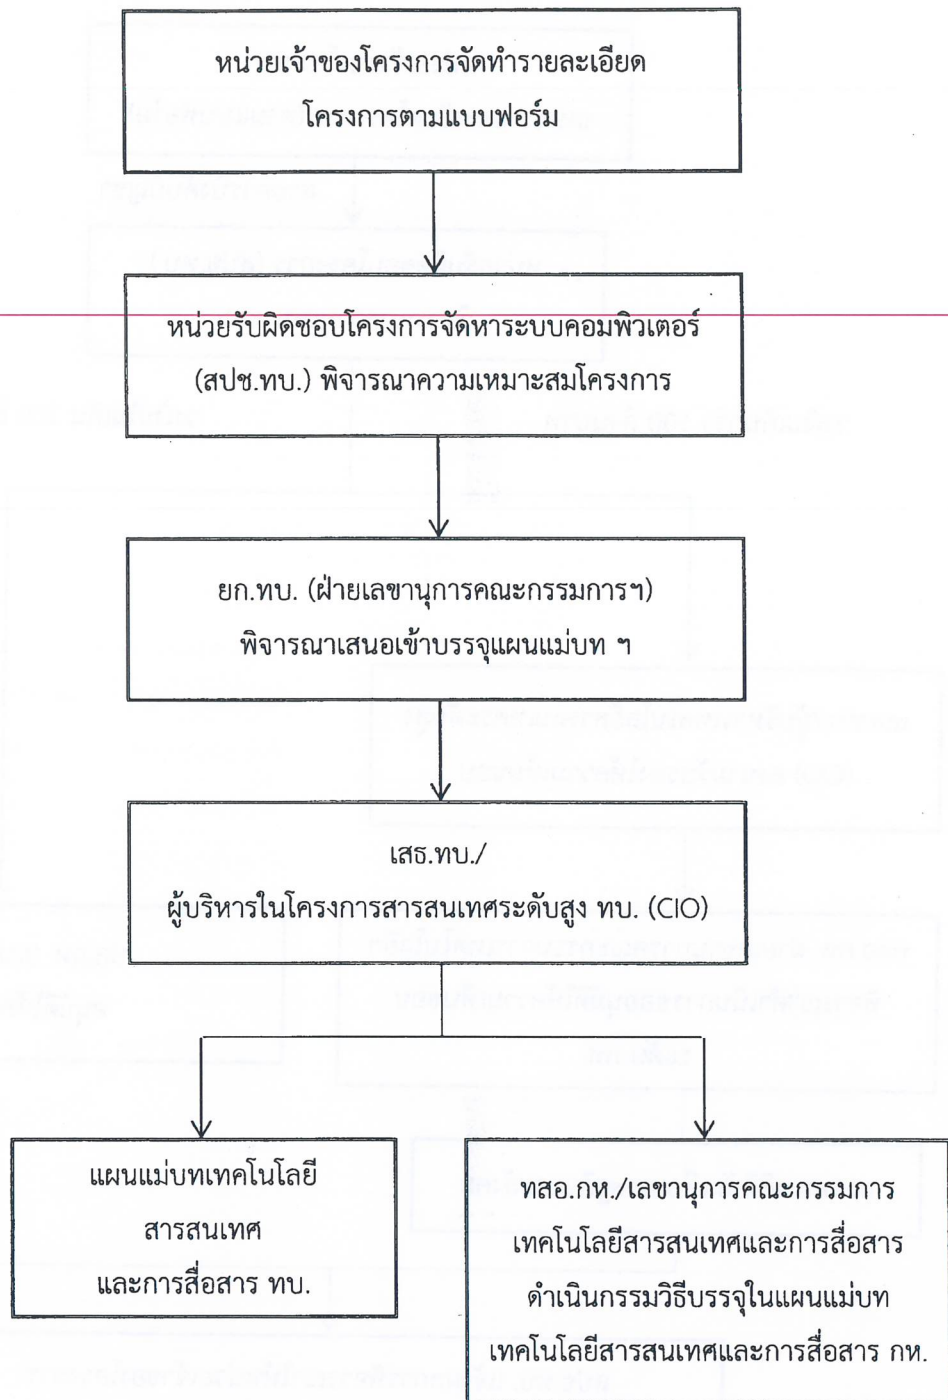 หน่วยเจ้าของโครงการจัดทำรายละเอียด
โครงการตามแบบฟอร์ม
หน่วยรับผิดชอบโครงการจัดหาระบบคอมพิวเตอร์
(สปช.ทบ.) พิจารณาความเหมาะสมโครงการ
ยก.ทบ. (ฝ่ายเลขานุการคณะกรรมการฯ)
พิจารณาเสนอเข้าบรรจุแผนแม่บท ฯ
เสธ.ทบ./
ผู้บริหารในโครงการสารสนเทศระดับสูง ทบ. (CIO)
แผนแม่บทเทคโนโลยี
สารสนเทศ
และการสื่อสาร ทบ.
ทสอ.กห./เลขานุการคณะกรรมการ
เทคโนโลยีสารสนเทศและการสื่อสาร
ดำเนินกรรมวิธีบรรจุในแผนแม่บท
เทคโนโลยีสารสนเทศและการสื่อสาร กห.